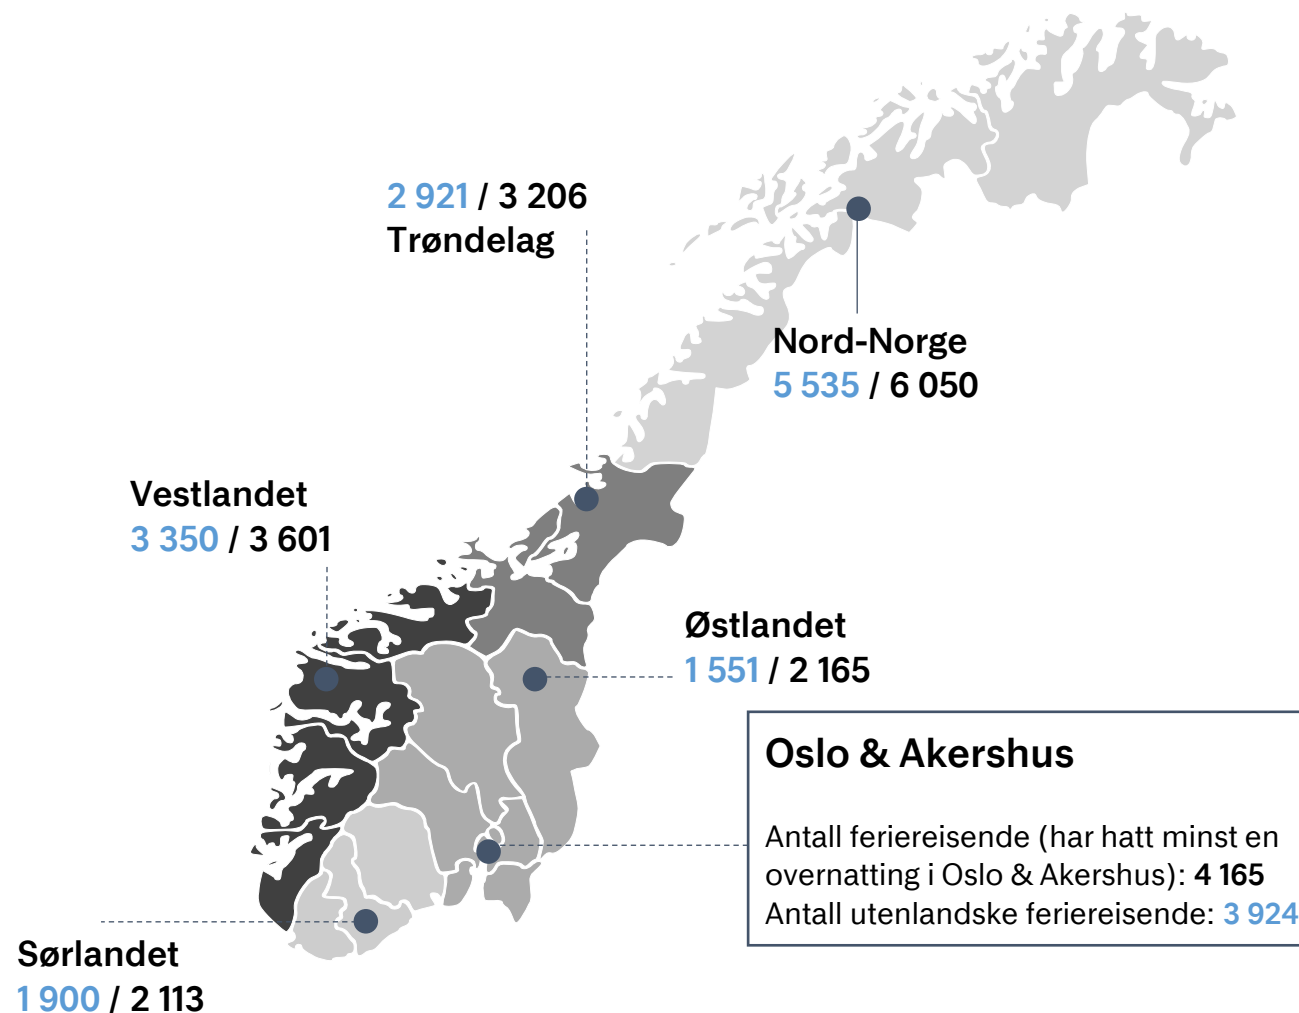 2 921 / 3 206
Trøndelag
Nord-Norge
5 535 / 6 050
Vestlandet
3 350 / 3 601
Østlandet
1 551 / 2 165
Oslo & Akershus
Antall feriereisende (har hatt minst en
overnatting i Oslo & Akershus): 4 165
Antall utenlandske feriereisende: 3 924
Sørlandet
1 900 / 2 113